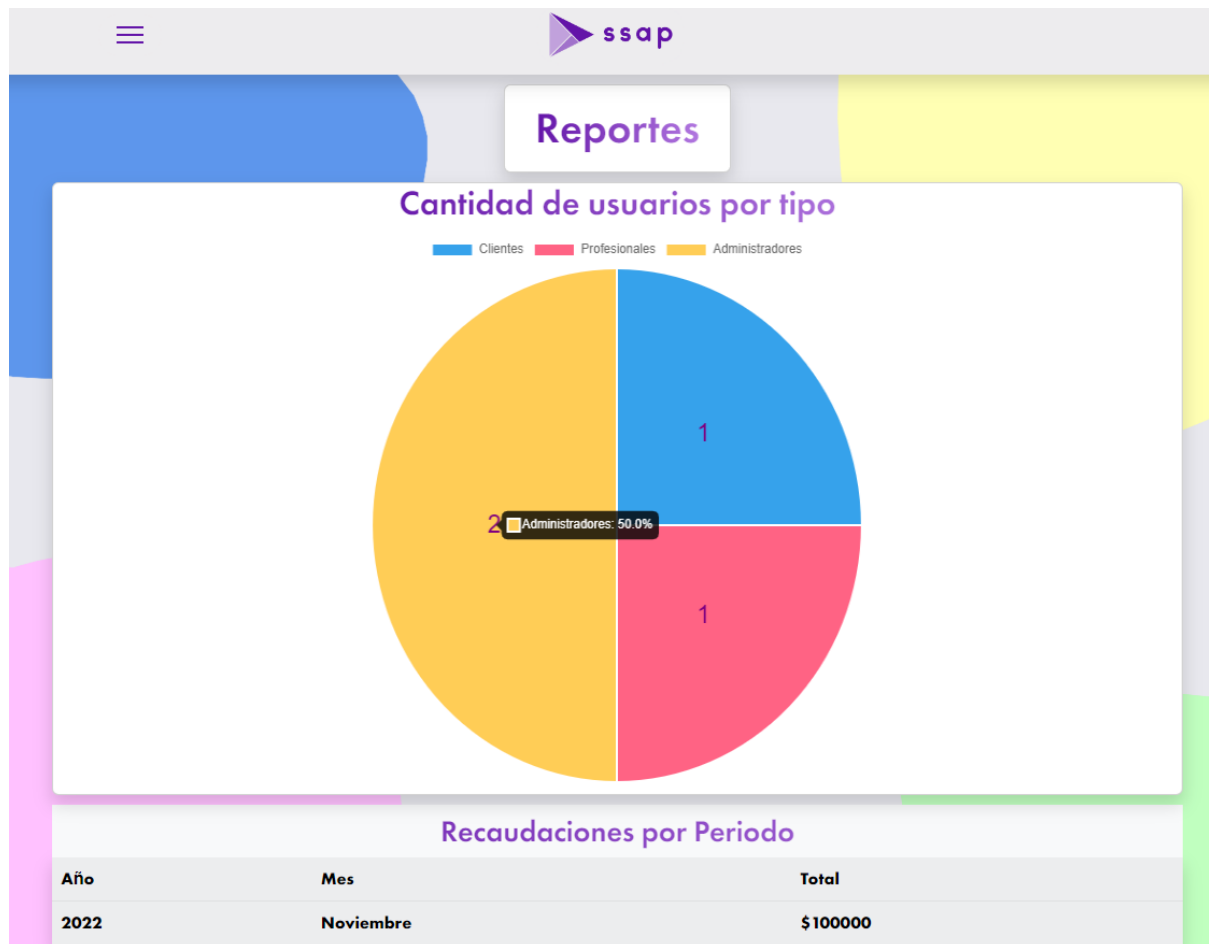 ssap
Reportes
Cantidad de usuarios por tipo
Clientes Profesionales Administradores
1
2 Administradores: 50.0%
1
Recaudaciones por Periodo
Año Mes Total
2022 Noviembre $100000